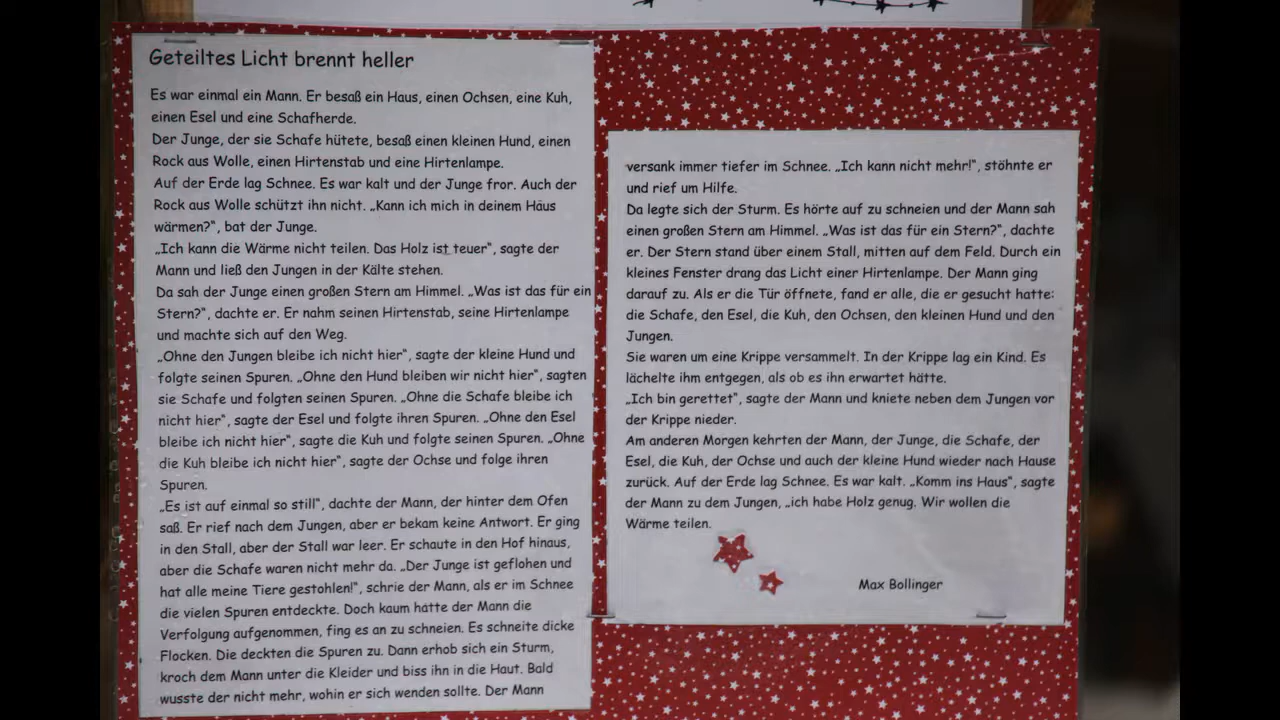 Geteiltes Licht brennt heller
Es war einmal ein Mann. Er besaß ein Haus, einen Ochsen, eine Kuh,
einen Esel und eine Schafherde.
Der Junge, der sie Schafe hütete, besaß einen kleinen Hund, einen
Rock aus Wolle, einen Hirtenstab und eine Hirtenlampe.
Auf der Erde lag Schnee. Es war kalt und der Junge fror. Auch der
Rock aus Wolle schützt ihn nicht. „Kann ich mich in deinem Haus
wärmen?“, bat der Junge.
„Ich kann die Wärme nicht teilen. Das Holz ist teuer“, sagte der
Mann und ließ den Jungen in der Kälte stehen.
Da sah der Junge einen großen Stern am Himmel. „Was ist das für ein
Stern?“, dachte er. Er nahm seinen Hirtenstab, seine Hirtenlampe
und machte sich auf den Weg.
„Ohne den Jungen bleibe ich nicht hier“, sagte der kleine Hund und
folgte seinen Spuren. „Ohne den Hund bleiben wir nicht hier“, sagten
sie Schafe und folgten seinen Spuren. „Ohne die Schafe bleibe ich
nicht hier“, sagte der Esel und folgte ihren Spuren. „Ohne den Esel
bleibe ich nicht hier“, sagte die Kuh und folgte seinen Spuren. „Ohne
die Kuh bleibe ich nicht hier“, sagte der Ochse und folge ihren
Spuren.
„Es ist auf einmal so still“, dachte der Mann, der hinter dem Ofen
saß. Er rief nach dem Jungen, aber er bekam keine Antwort. Er ging
in den Stall, aber der Stall war leer. Er schaute in den Hof hinaus,
aber die Schafe waren nicht mehr da. „Der Junge ist geflohen und
hat alle meine Tiere gestohlen!“, schrie der Mann, als er im Schnee
die vielen Spuren entdeckte. Doch kaum hatte der Mann die
Verfolgung aufgenommen, fing es an zu schneien. Es schneite dicke
Flocken. Die deckten die Spuren zu. Dann erhob sich ein Sturm,
kroch dem Mann unter die Kleider und biss ihn in die Haut. Bald
wusste der nicht mehr, wohin er sich wenden sollte. Der Mann
versank immer tiefer im Schnee. „Ich kann nicht mehr!“, stöhnte er
und rief um Hilfe.
Da legte sich der Sturm. Es hörte auf zu schneien und der Mann sah
einen großen Stern am Himmel. „Was ist das für ein Stern?“, dachte
er. Der Stern stand über einem Stall, mitten auf dem Feld. Durch ein
kleines Fenster drang das Licht einer Hirtenlampe. Der Mann ging
darauf zu. Als er die Tür öffnete, fand er alle, die er gesucht hatte:
die Schafe, den Esel, die Kuh, den Ochsen, den kleinen Hund und den
Jungen.
Sie waren um eine Krippe versammelt. In der Krippe lag ein Kind. Es
lächelte ihm entgegen, als ob es ihn erwartet hätte.
„Ich bin gerettet“, sagte der Mann und kniete neben dem Jungen vor
der Krippe nieder.
Am anderen Morgen kehrten der Mann, der Junge, die Schafe, der
Esel, die Kuh, der Ochse und auch der kleine Hund wieder nach Hause
zurück. Auf der Erde lag Schnee. Es war kalt. „Komm ins Haus“, sagte
der Mann zu dem Jungen, „ich habe Holz genug. Wir wollen die
Wärme teilen.
Max Bollinger